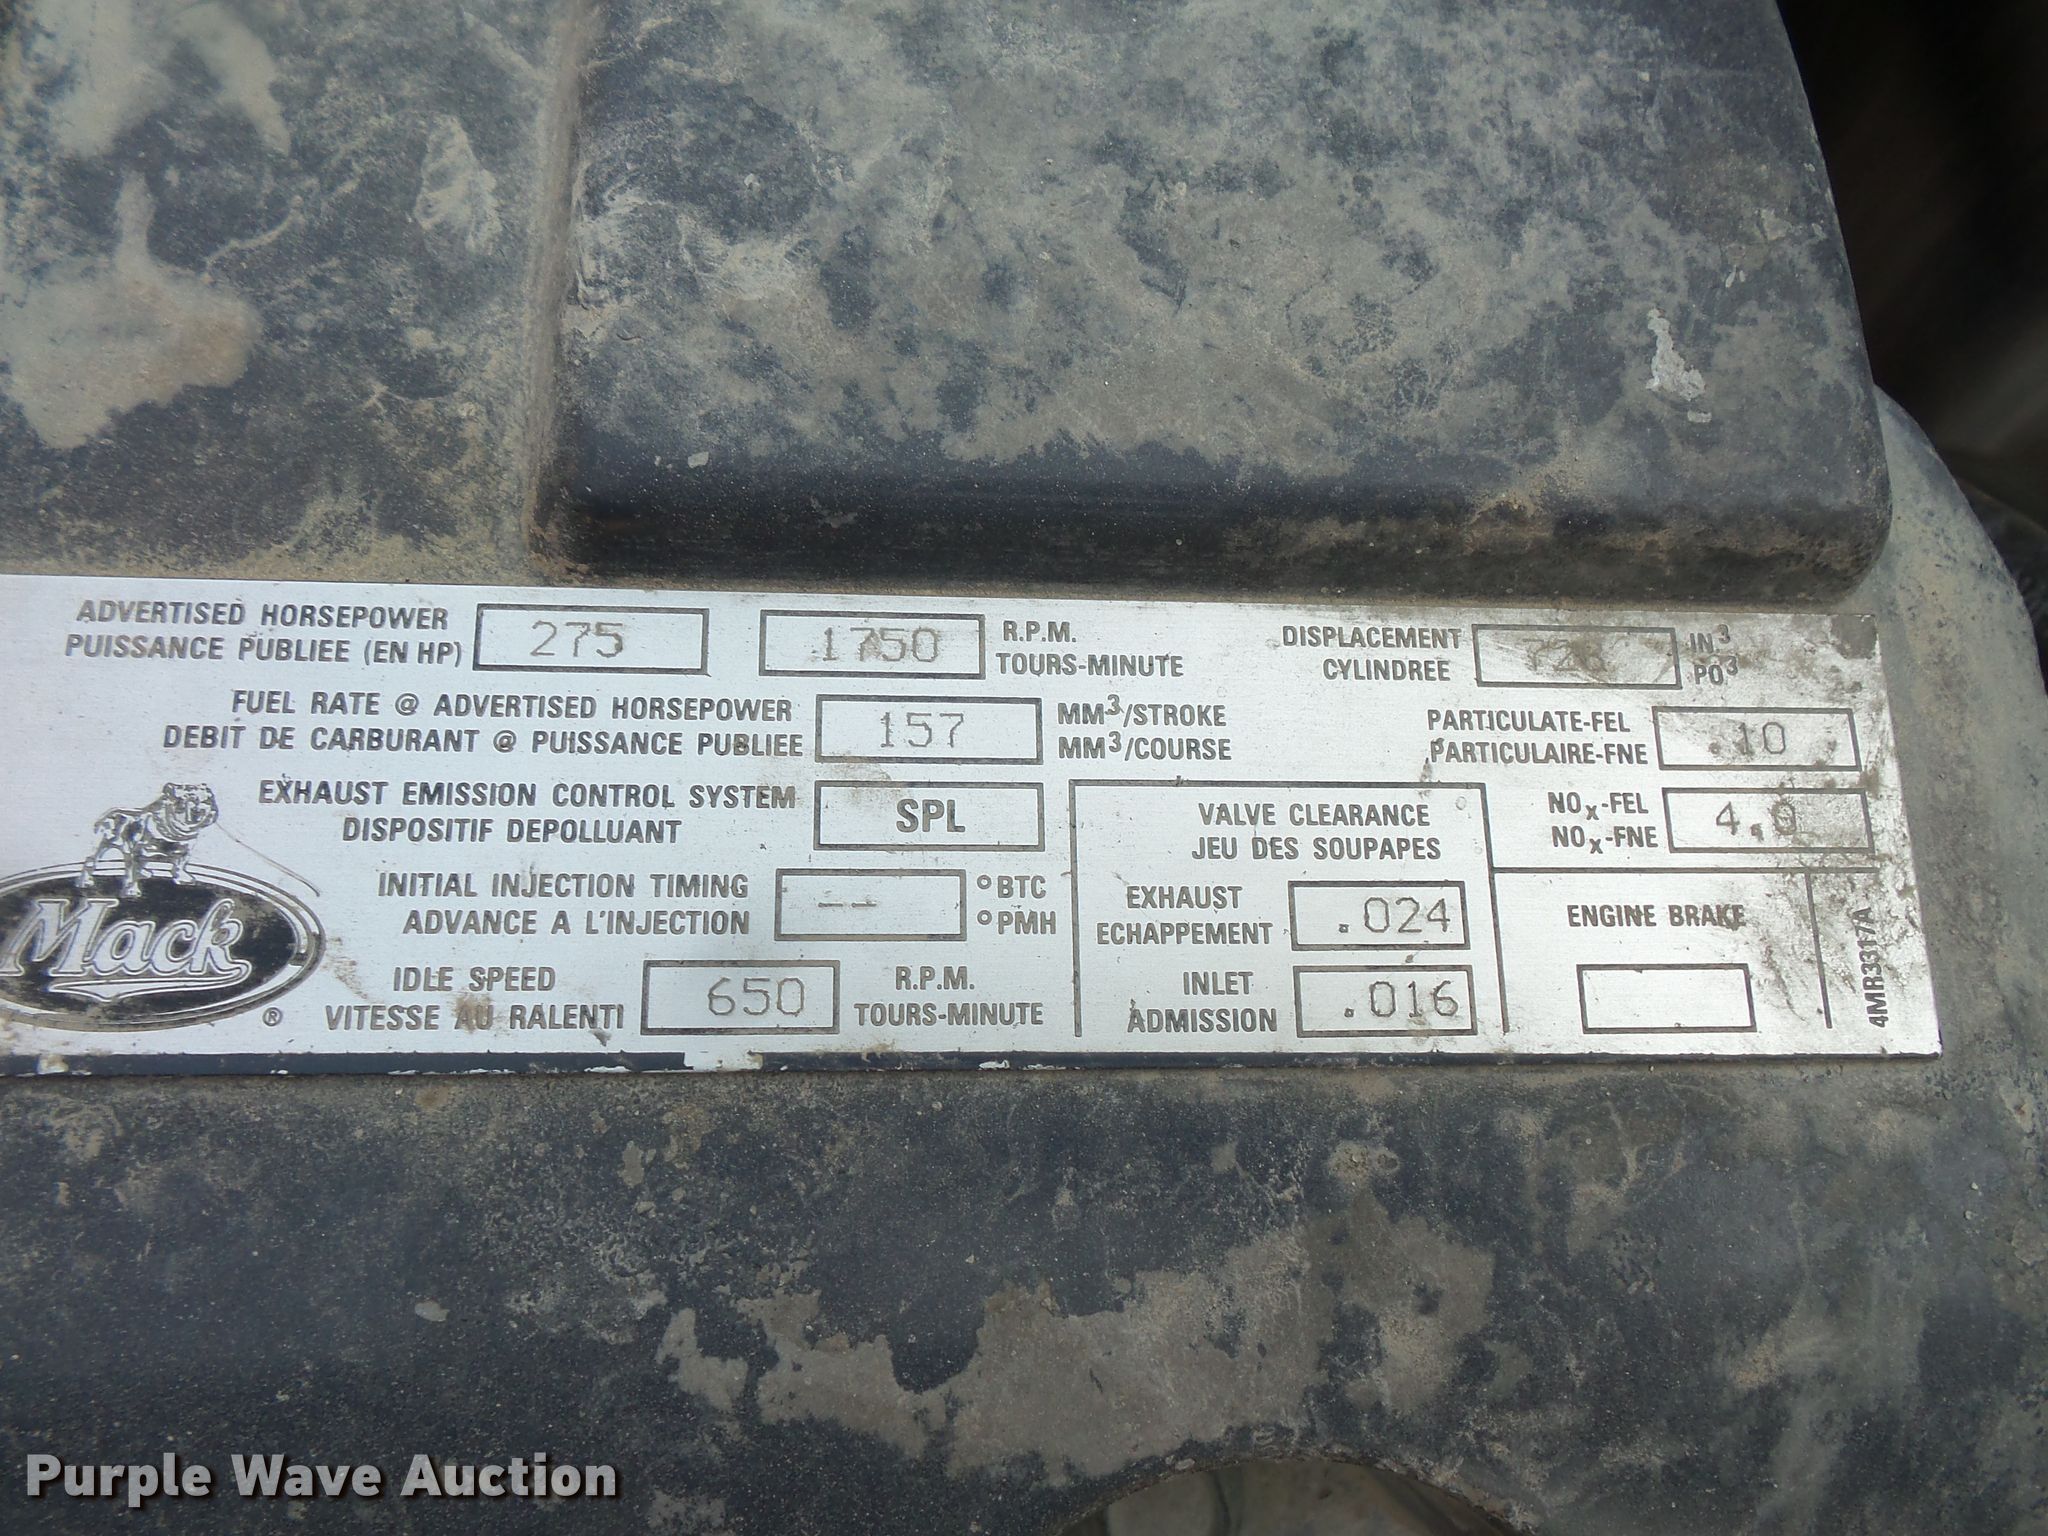 ADVERTISED HORSEPOWER 275 1750 R.P.M. DISPLACEMENT 728 IN3
PUISSANCE PUBLIEE (EN HP) TOURS-MINUTE CYLINDREE PO3
FUEL RATE @ ADVERTISED HORSEPOWER 157 MM3/STROKE PARTICULATE-FEL .10
DEBIT DE CARBURANT @ PUISSANCE PUBLIEE MM3/COURSE PARTICULAIRE-FNE
EXHAUST EMISSION CONTROL SYSTEM SPL VALVE CLEARANCE NOx-FEL 4.0
DISPOSITIF DEPOLLUANT JEU DES SOUPAPES NOx-FNE
INITIAL INJECTION TIMING -- °BTC EXHAUST .024 ENGINE BRAKE
ADVANCE A L'INJECTION °PMH ECHAPPEMENT
IDLE SPEED 650 R.P.M. INLET .016
VITESSE AU RALENTI TOURS-MINUTE ADMISSION
Mack ®
4MR3317A
Purple Wave Auction